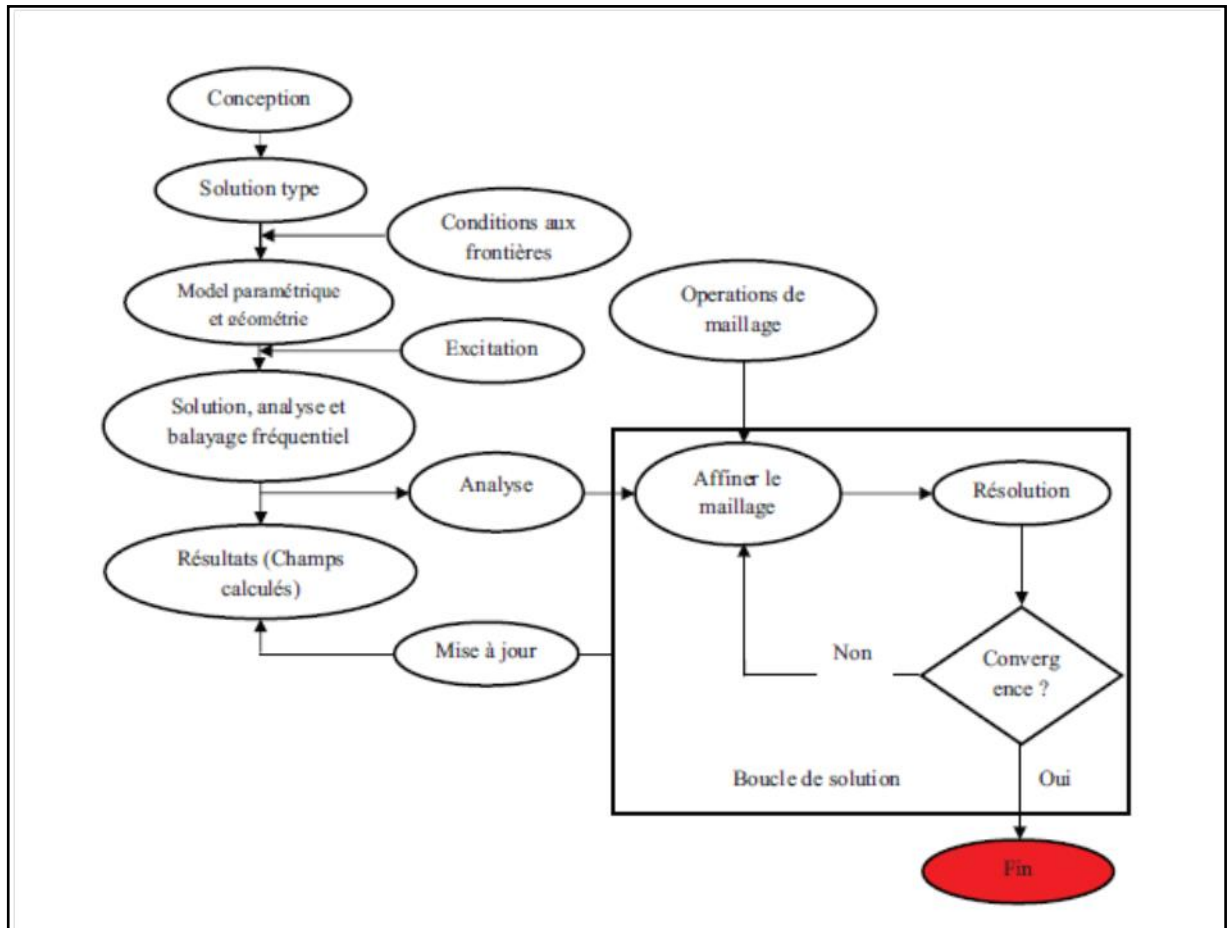 Conception
Solution type
Conditions aux
frontières
Model paramétrique
et géométrie
Operations de
maillage
Excitation
Solution, analyse et
balayage fréquentiel
Analyse
Affiner le
maillage
Résolution
Résultats (Champs
calculés)
Mise à jour
Non
Converg
ence ?
Boucle de solution
Oui
Fin